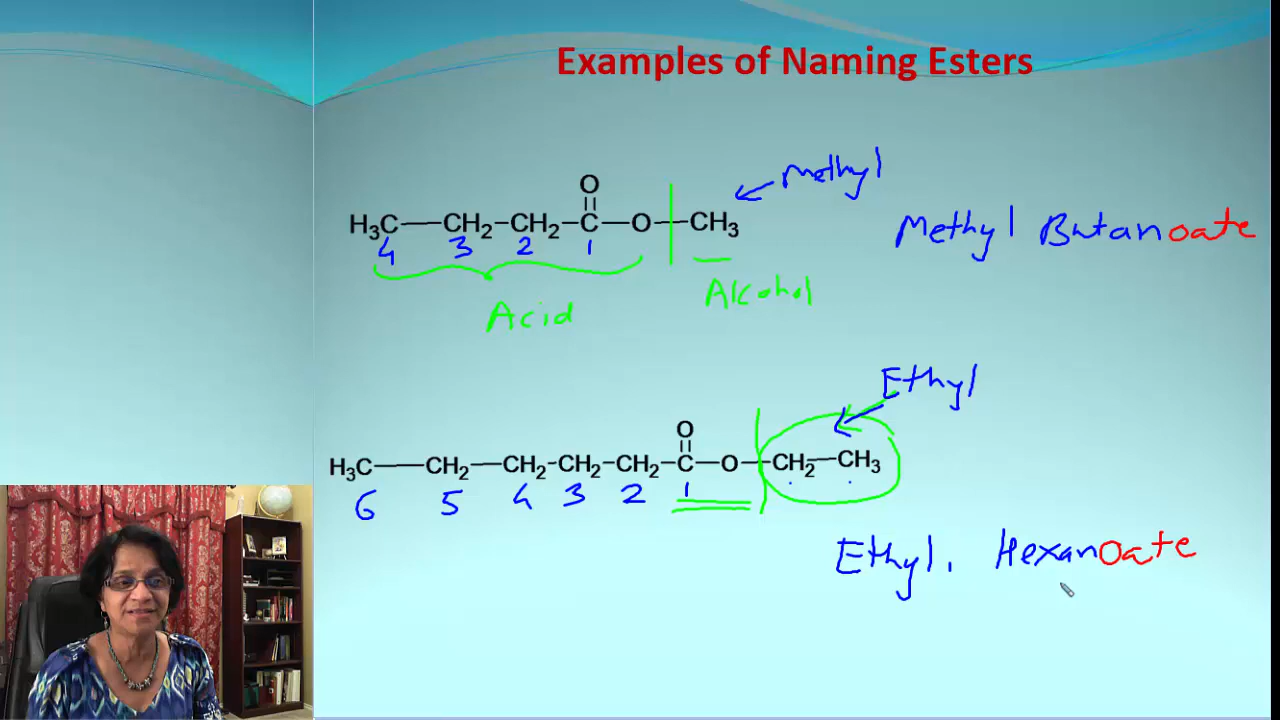 Examples of Naming Esters
Methyl
O
H₃C—CH₂—CH₂—C—O—CH₃
4 3 2 1
Methyl Butanoate
Acid
Alcohol
Ethyl
O
H₃C—CH₂—CH₂-CH₂-CH₂-C—O—CH₂—CH₃
6 5 4 3 2 1
Ethyl. Hexanoate